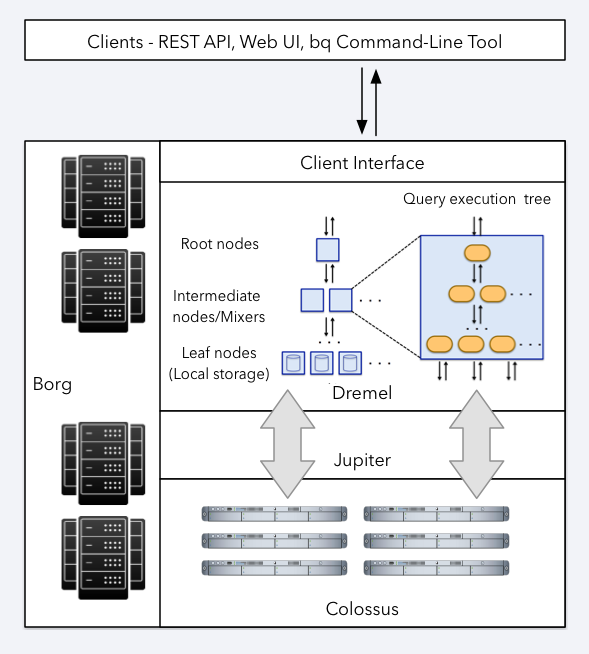 Clients - REST API, Web UI, bq Command-Line Tool
Client Interface
Query execution tree
Root nodes
Intermediate
nodes/Mixers
Leaf nodes
(Local storage)
Borg
Dremel
Jupiter
Colossus